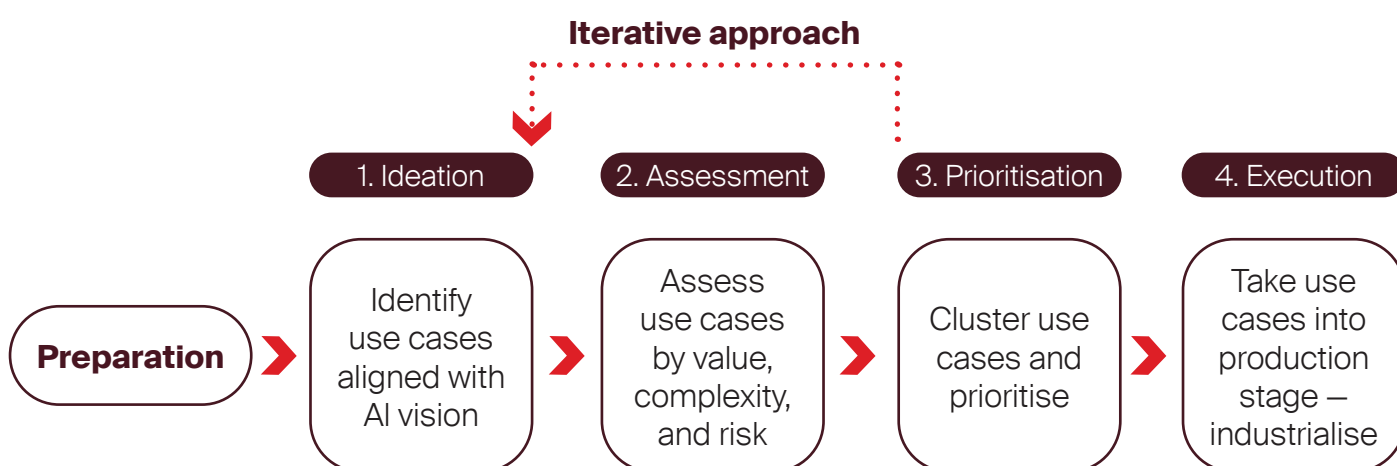 Iterative approach
1. Ideation
2. Assessment
3. Prioritisation
4. Execution
Preparation
Identify
use cases
aligned with
AI vision
Assess
use cases
by value,
complexity,
and risk
Cluster use
cases and
prioritise
Take use
cases into
production
stage –
industrialise